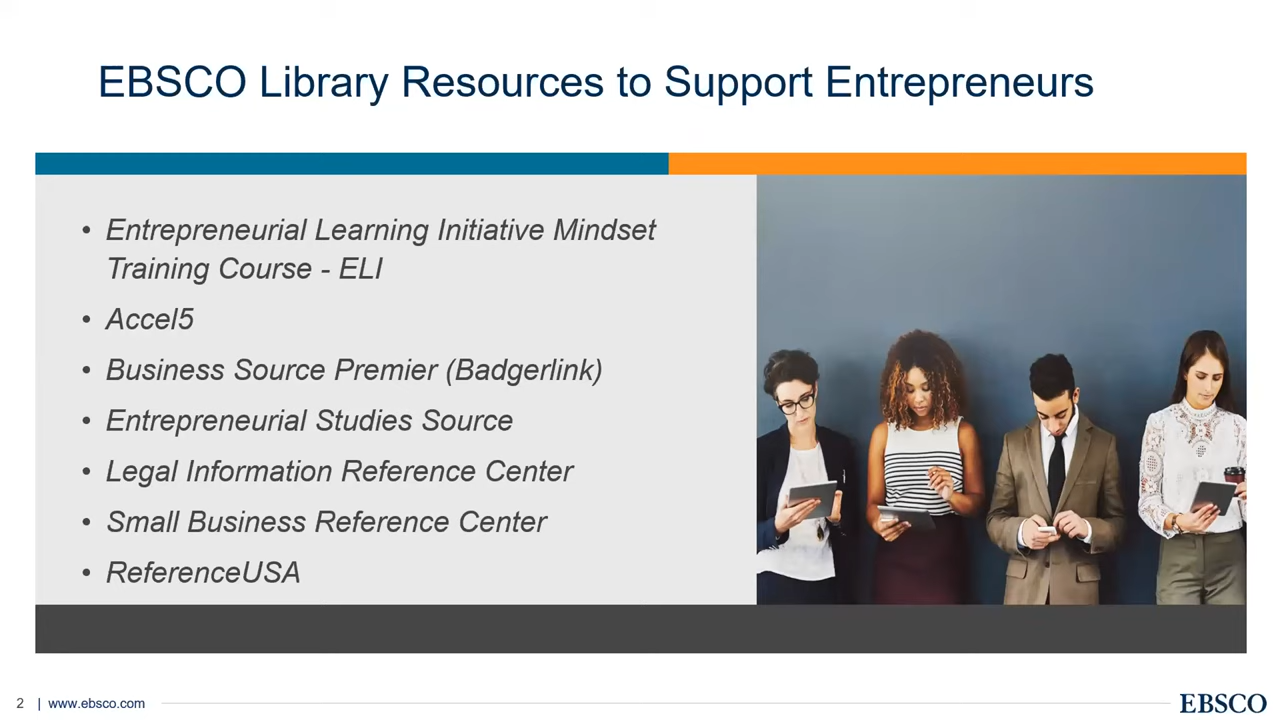 EBSCO Library Resources to Support Entrepreneurs
• Entrepreneurial Learning Initiative Mindset
Training Course - ELI
• Accel5
• Business Source Premier (Badgerlink)
• Entrepreneurial Studies Source
• Legal Information Reference Center
• Small Business Reference Center
• ReferenceUSA
2 | www.ebsco.com
EBSCO